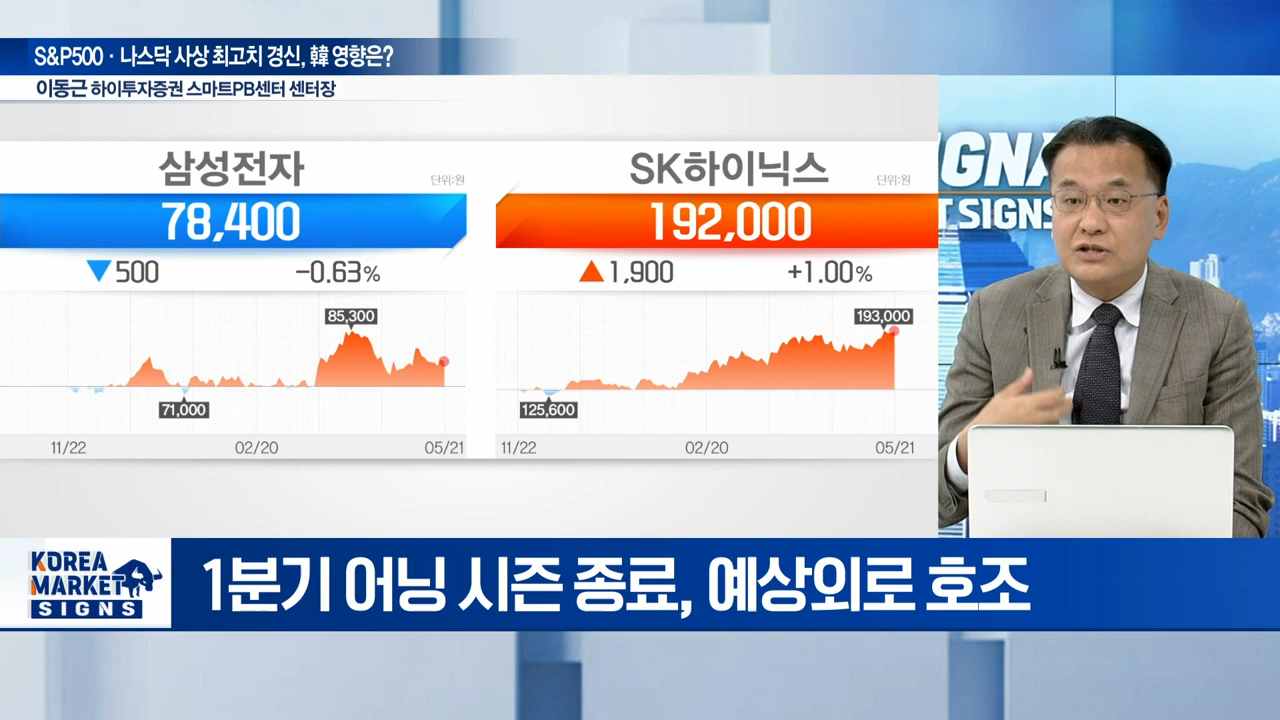 S&P500 · 나스닥 사상 최고치 경신, 韓 영향은?
이동근 하이투자증권 스마트PB센터 센터장
삼성전자
단위:원
78,400
▼500 -0.63%
85,300
71,000
11/22 02/20 05/21
SK하이닉스
단위:원
192,000
▲1,900 +1.00%
193,000
125,600
11/22 02/20 05/21
IGNA
T SIGNS
KOREA
MARKET
SIGNS
1분기 어닝 시즌 종료, 예상외로 호조